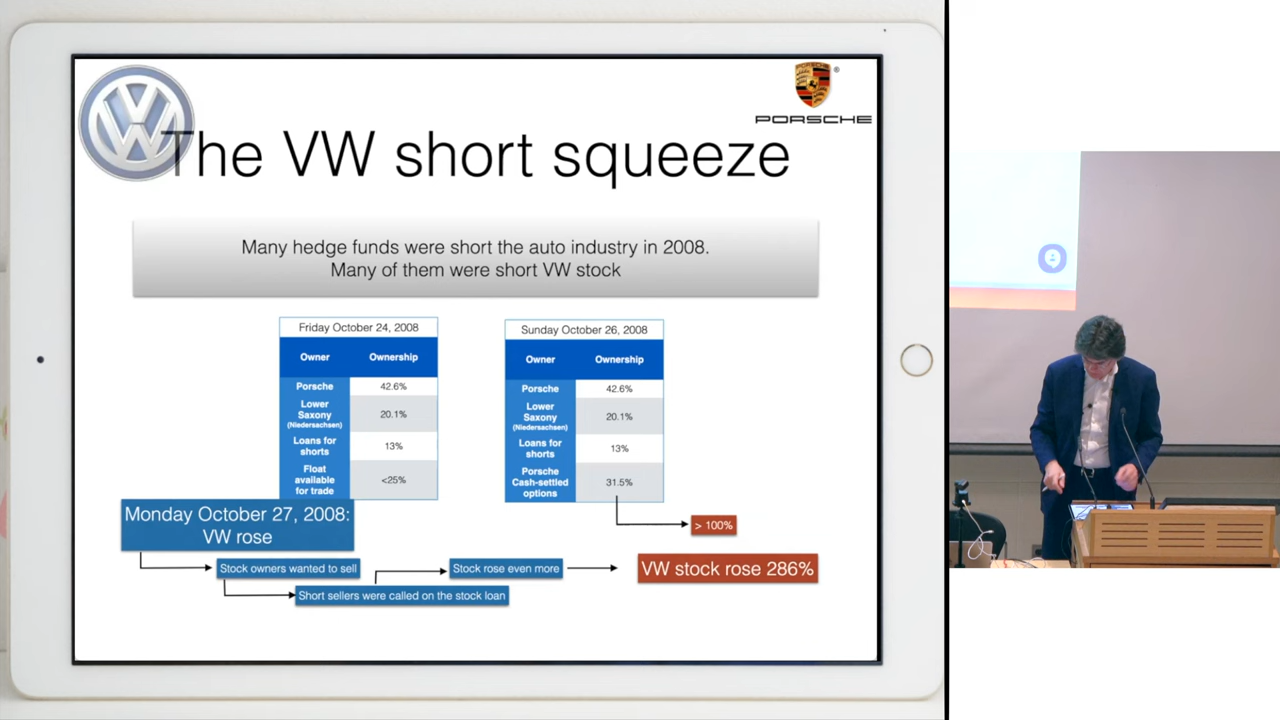 PORSCHE
The VW short squeeze
Many hedge funds were short the auto industry in 2008.
Many of them were short VW stock
Friday October 24, 2008
Owner Ownership
Porsche 42.6%
Lower
Saxony
(Niedersachsen)
20.1%
Loans for
shorts
13%
Float
available
for trade
<25%
Sunday October 26, 2008
Owner Ownership
Porsche 42.6%
Lower
Saxony
(Niedersachsen)
20.1%
Loans for
shorts
13%
Porsche
Cash-settled
options
31.5%
> 100%
Monday October 27, 2008:
VW rose
Stock owners wanted to sell
Short sellers were called on the stock loan
Stock rose even more
VW stock rose 286%